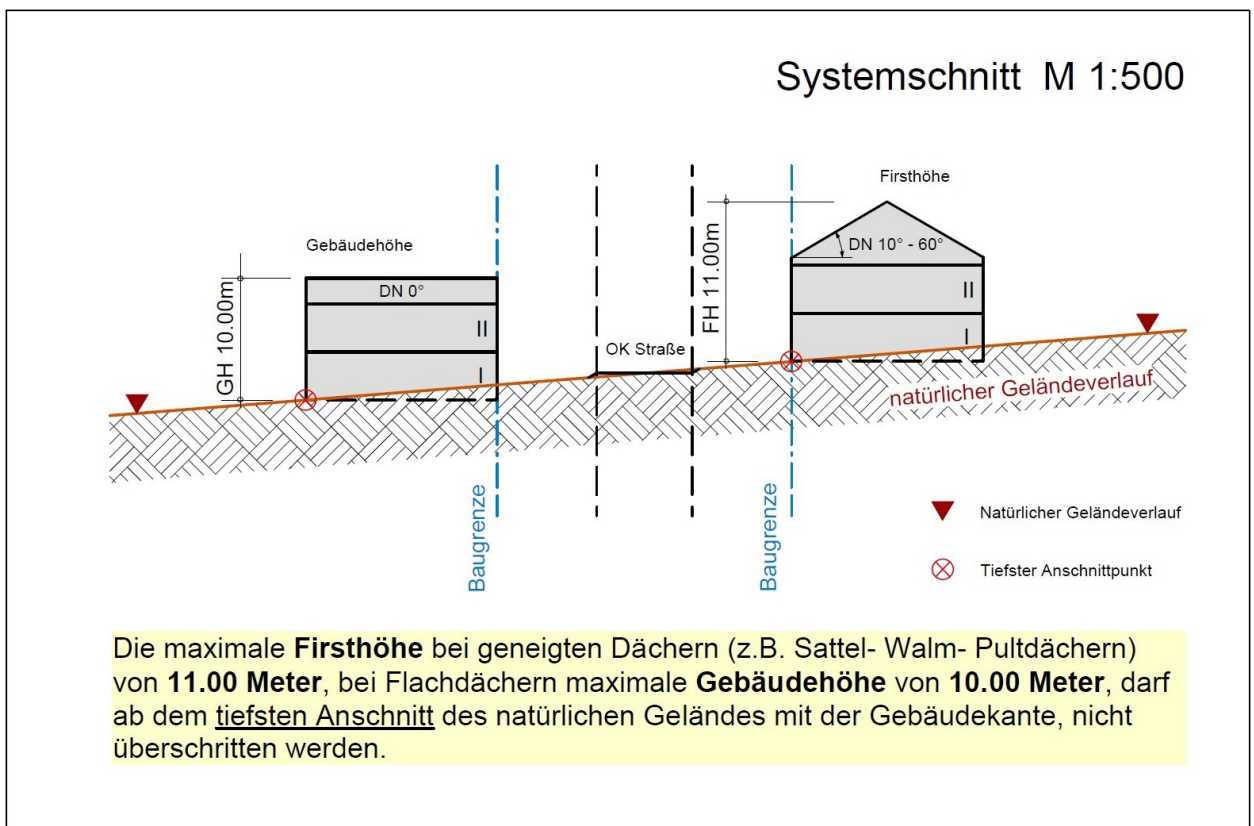 Systemschnitt M 1:500
Firsthöhe
Gebäudehöhe
GH 10.00m
DN 0°
II
I
OK Straße
FH 11.00m
DN 10° - 60°
II
I
natürlicher Geländeverlauf
Baugrenze
Baugrenze
Natürlicher Geländeverlauf
Tiefster Anschnittpunkt
Die maximale Firsthöhe bei geneigten Dächern (z.B. Sattel- Walm- Pultdächern)
von 11.00 Meter, bei Flachdächern maximale Gebäudehöhe von 10.00 Meter, darf
ab dem tiefsten Anschnitt des natürlichen Geländes mit der Gebäudekante, nicht
überschritten werden.